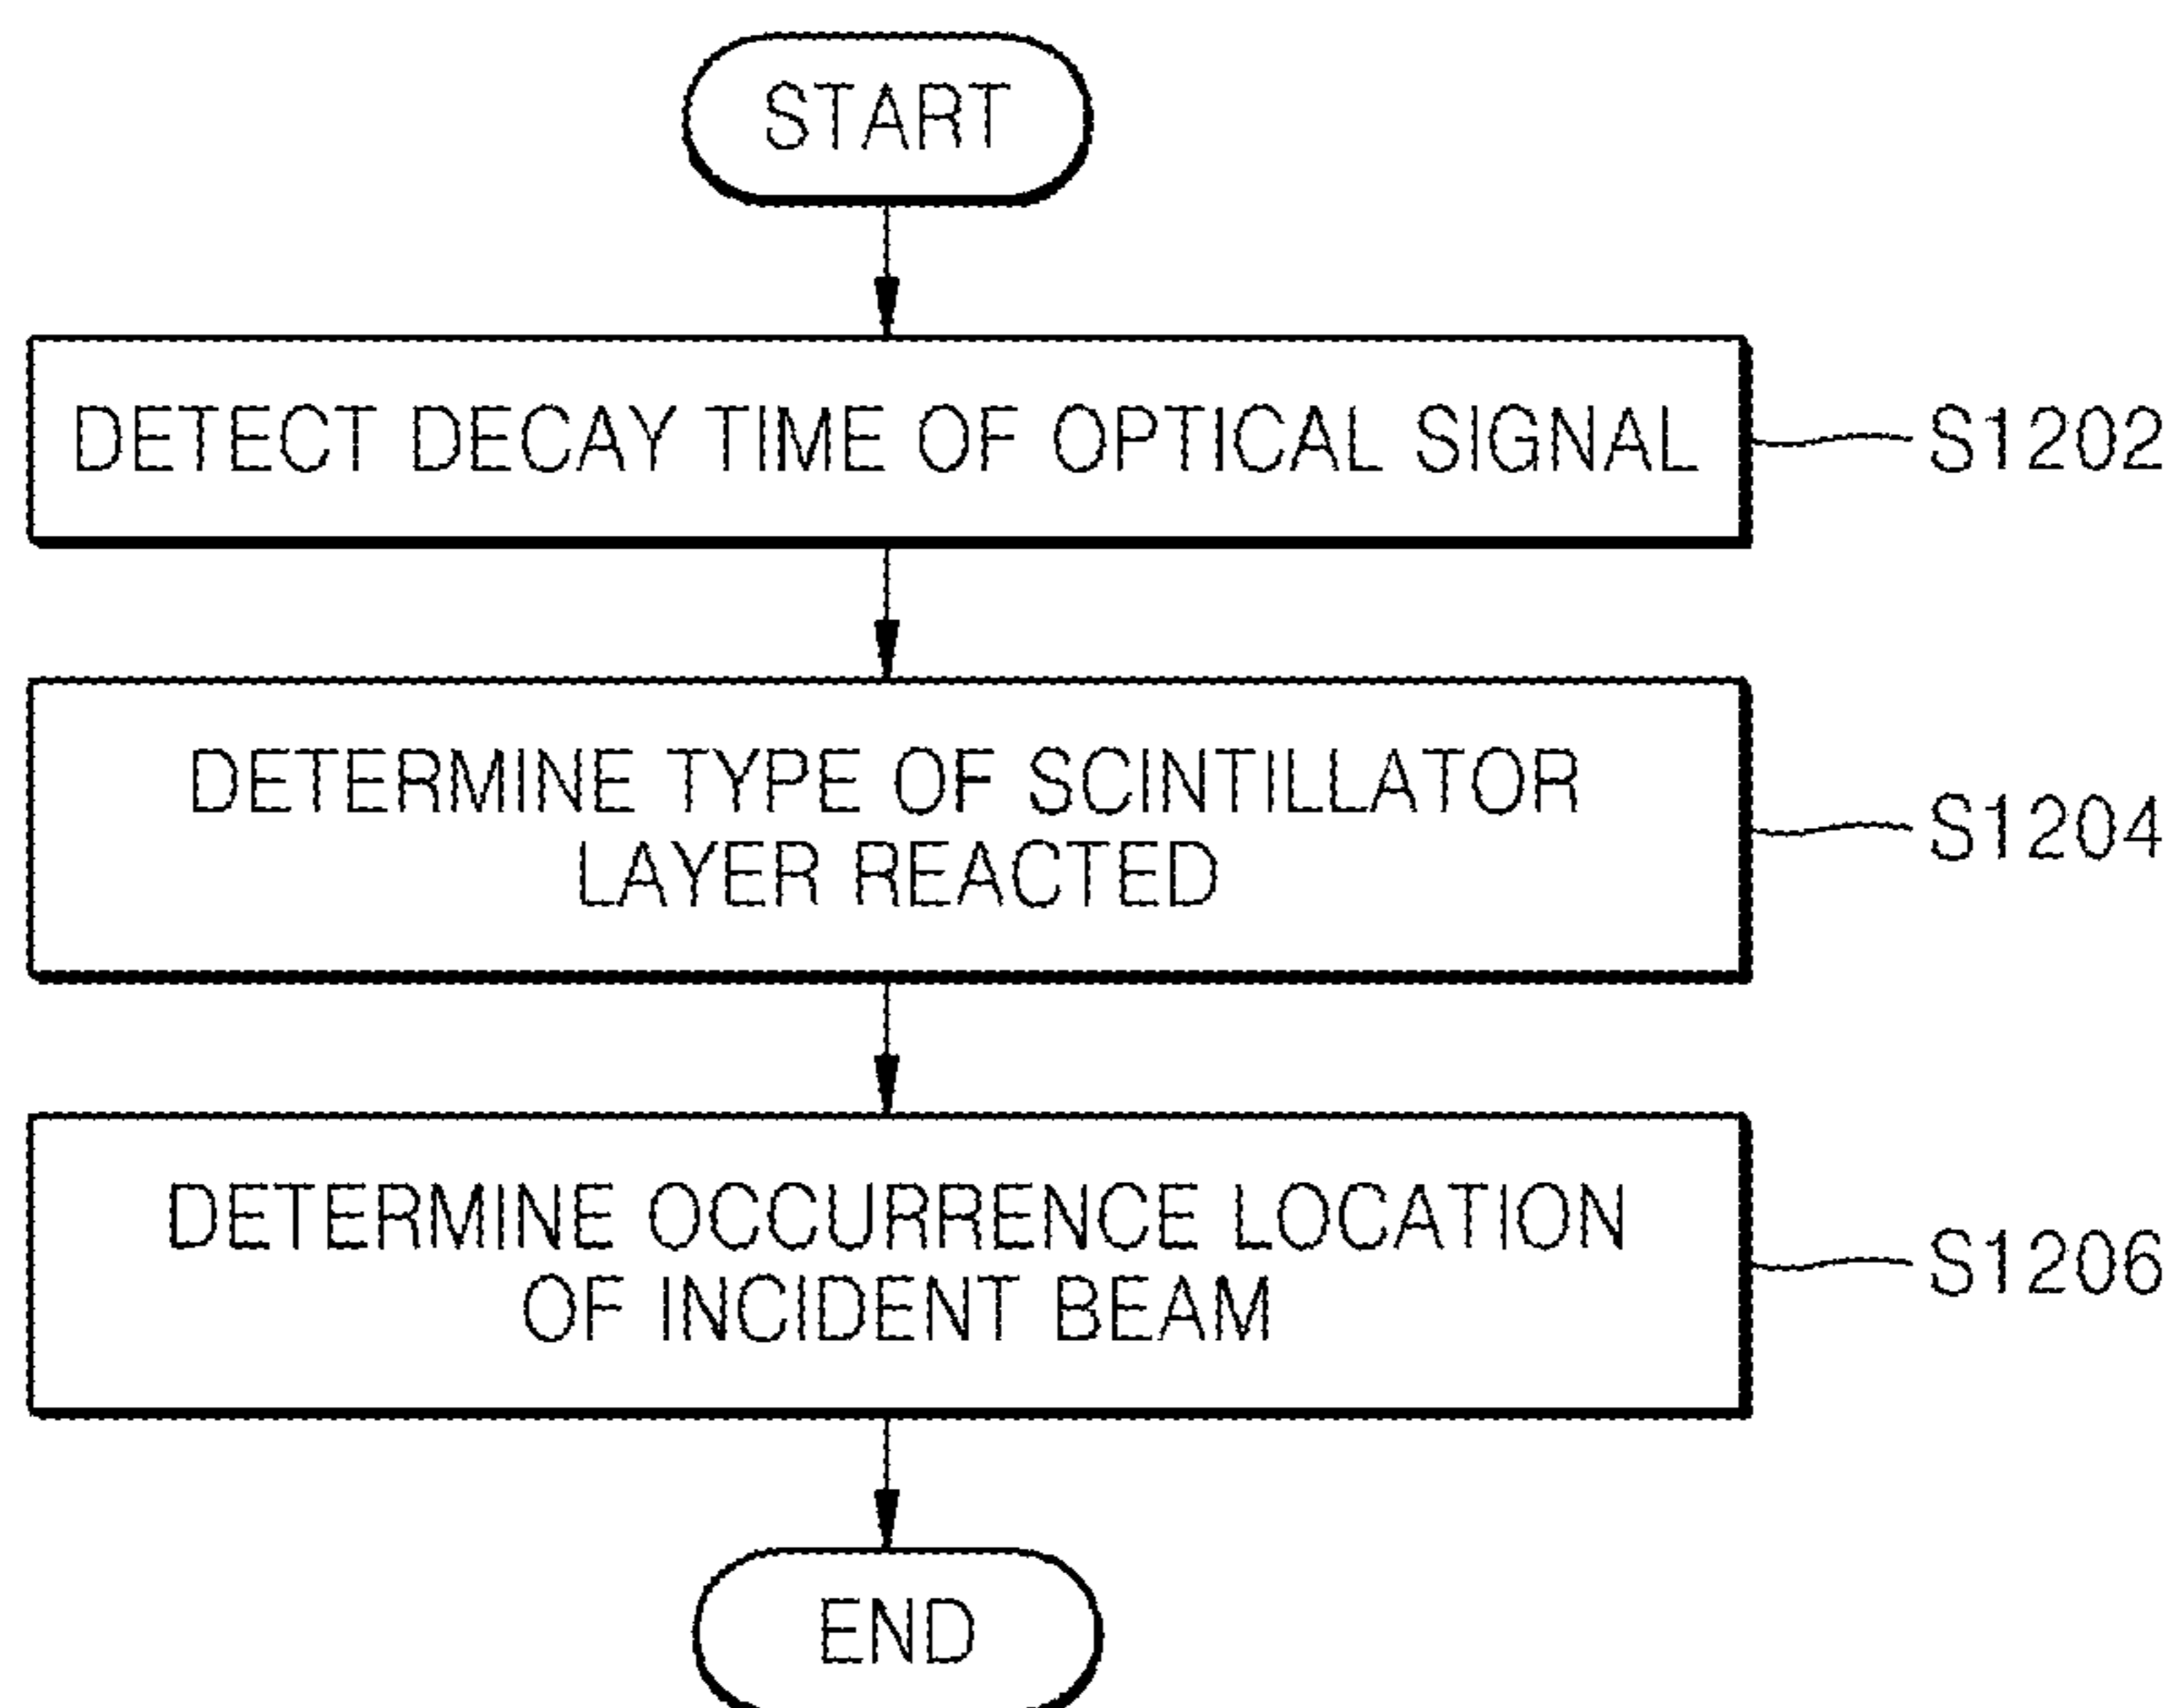 START
DETECT DECAY TIME OF OPTICAL SIGNAL
S1202
DETERMINE TYPE OF SCINTILLATOR
LAYER REACTED
S1204
DETERMINE OCCURRENCE LOCATION
OF INCIDENT BEAM
S1206
END